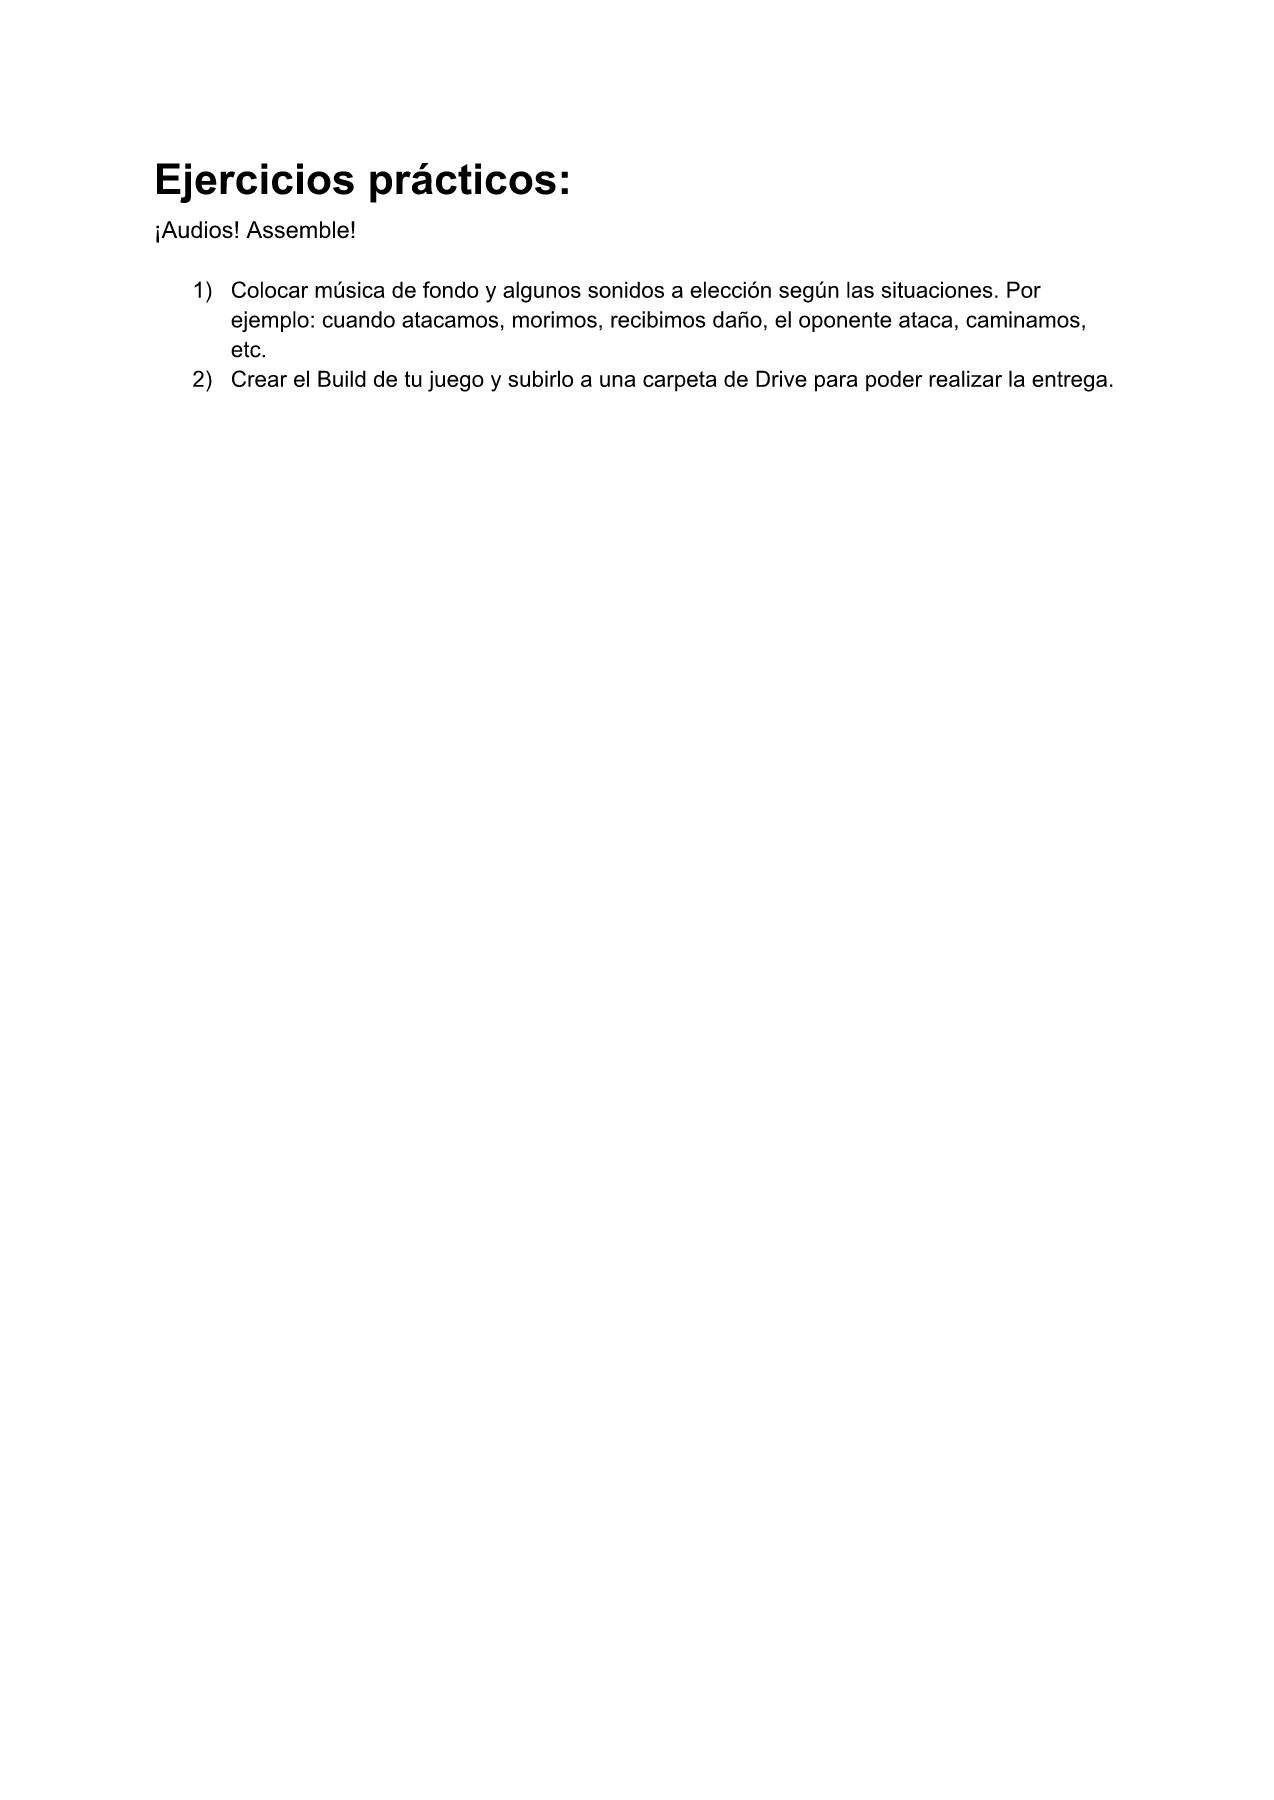 Ejercicios prácticos:
¡Audios! Assemble!
1) Colocar música de fondo y algunos sonidos a elección según las situaciones. Por
ejemplo: cuando atacamos, morimos, recibimos daño, el oponente ataca, caminamos,
etc.
2) Crear el Build de tu juego y subirlo a una carpeta de Drive para poder realizar la entrega.